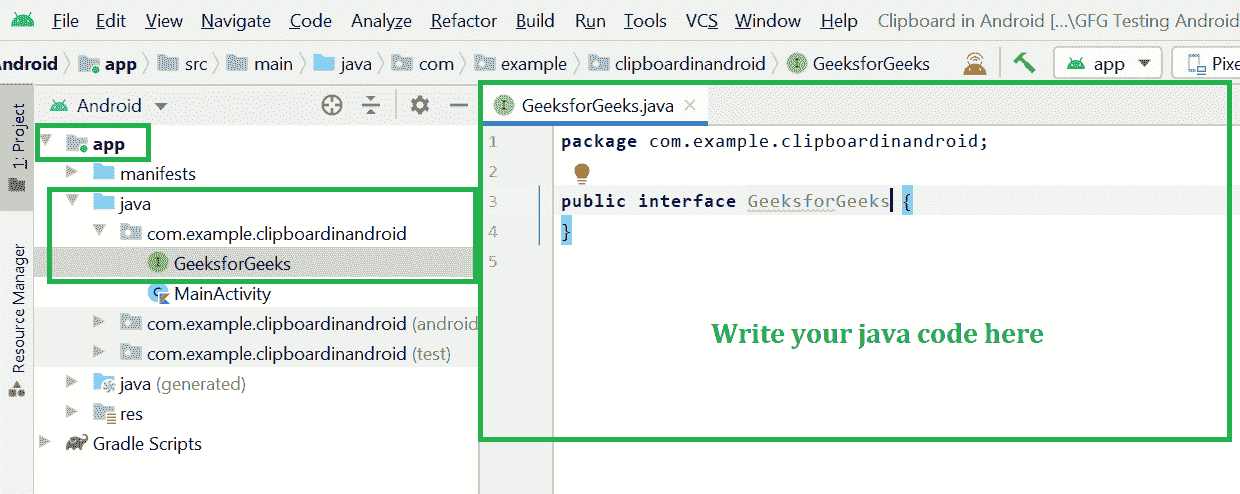 File Edit View Navigate Code Analyze Refactor Build Run Tools VCS Window Help Clipboard in Android [...\GFG Testing Android
Android app src main java com example clipboardinandroid GeeksforGeeks app Pixe
1: Project
Resource Manager
Android
app
manifests
java
com.example.clipboardinandroid
GeeksforGeeks
MainActivity
com.example.clipboardinandroid (android
com.example.clipboardinandroid (test)
java (generated)
res
Gradle Scripts
GeeksforGeeks.java
1 package com.example.clipboardinandroid;
2
3 public interface GeeksforGeeks {
4 }
5
Write your java code here